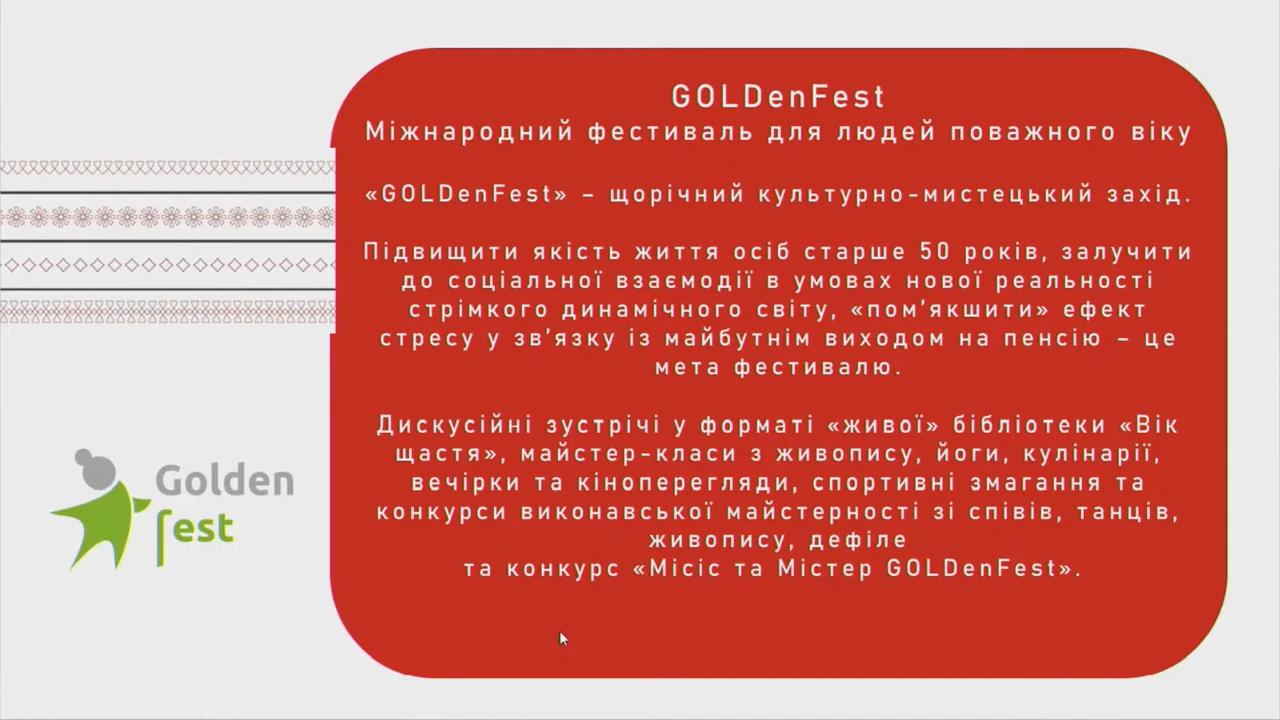 GOLDenFest
Міжнародний фестиваль для людей поважного віку
«GOLDenFest» – щорічний культурно-мистецький захід.
Підвищити якість життя осіб старше 50 років, залучити
до соціальної взаємодії в умовах нової реальності
стрімкого динамічного світу, «пом’якшити» ефект
стресу у зв’язку із майбутнім виходом на пенсію – це
мета фестивалю.
Дискусійні зустрічі у форматі «живої» бібліотеки «Вік
щастя», майстер-класи з живопису, йоги, кулінарії,
вечірки та кіноперегляди, спортивні змагання та
конкурси виконавської майстерності зі співів, танців,
живопису, дефіле
та конкурс «Місіс та Містер GOLDenFest».
Golden
fest